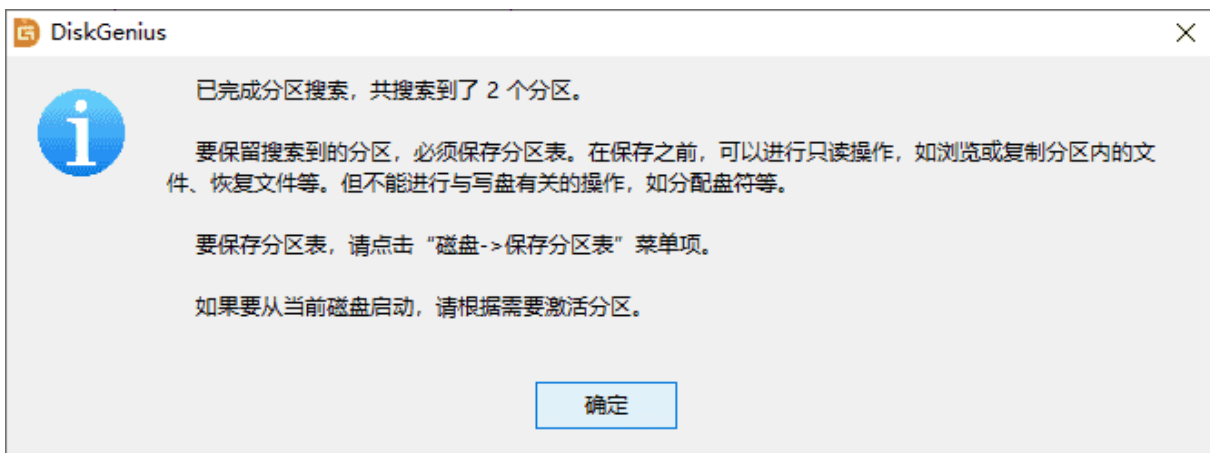 DiskGenius
已完成分区搜索，共搜索到了 2 个分区。
要保留搜索到的分区，必须保存分区表。在保存之前，可以进行只读操作，如浏览或复制分区内的文
件、恢复文件等。但不能进行与写盘有关的操作，如分配盘符等。
要保存分区表，请点击“磁盘->保存分区表”菜单项。
如果要从当前磁盘启动，请根据需要激活分区。
确定